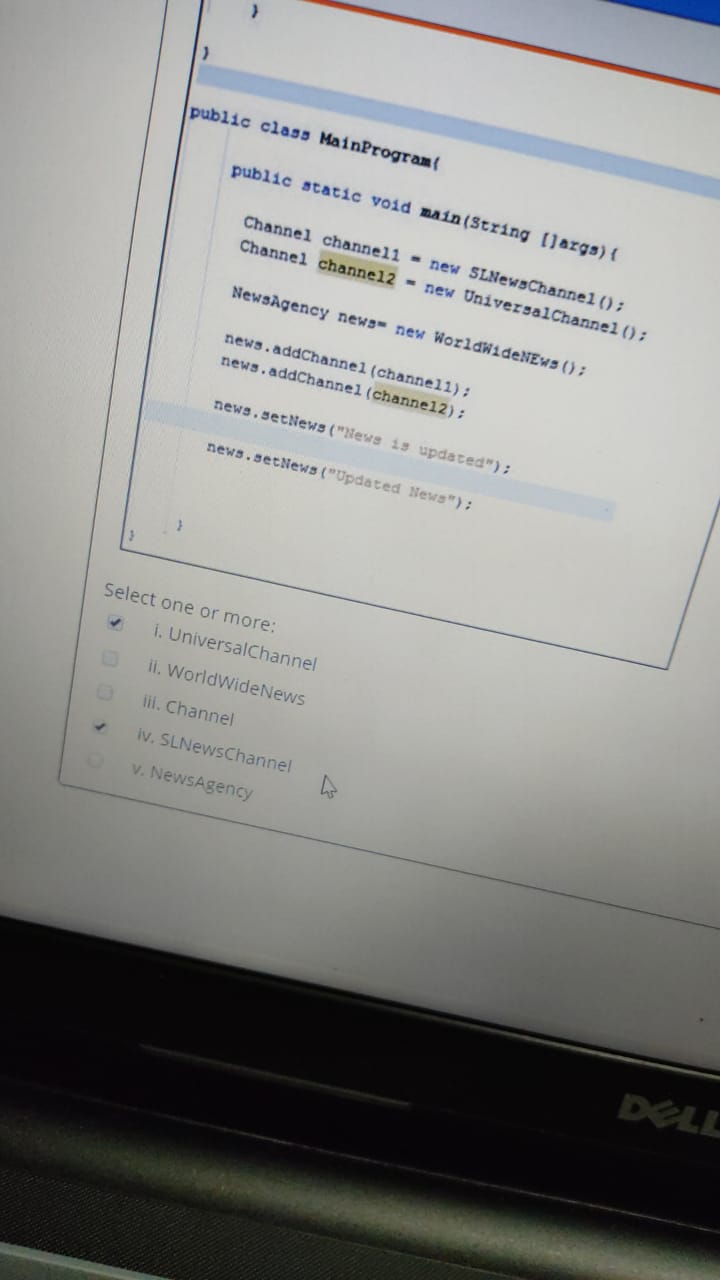 }
}
public class MainProgram{
public static void main(String []args){
Channel channel1 = new SLNewsChannel();
Channel channel2 = new UniversalChannel();
NewsAgency news= new WorldWideNEws();
news.addChannel(channel1);
news.addChannel(channel2);
news.setNews("News is updated");
news.setNews("Updated News");
}
}
Select one or more:
i. UniversalChannel
ii. WorldWideNews
iii. Channel
iv. SLNewsChannel
v. NewsAgency
DELL